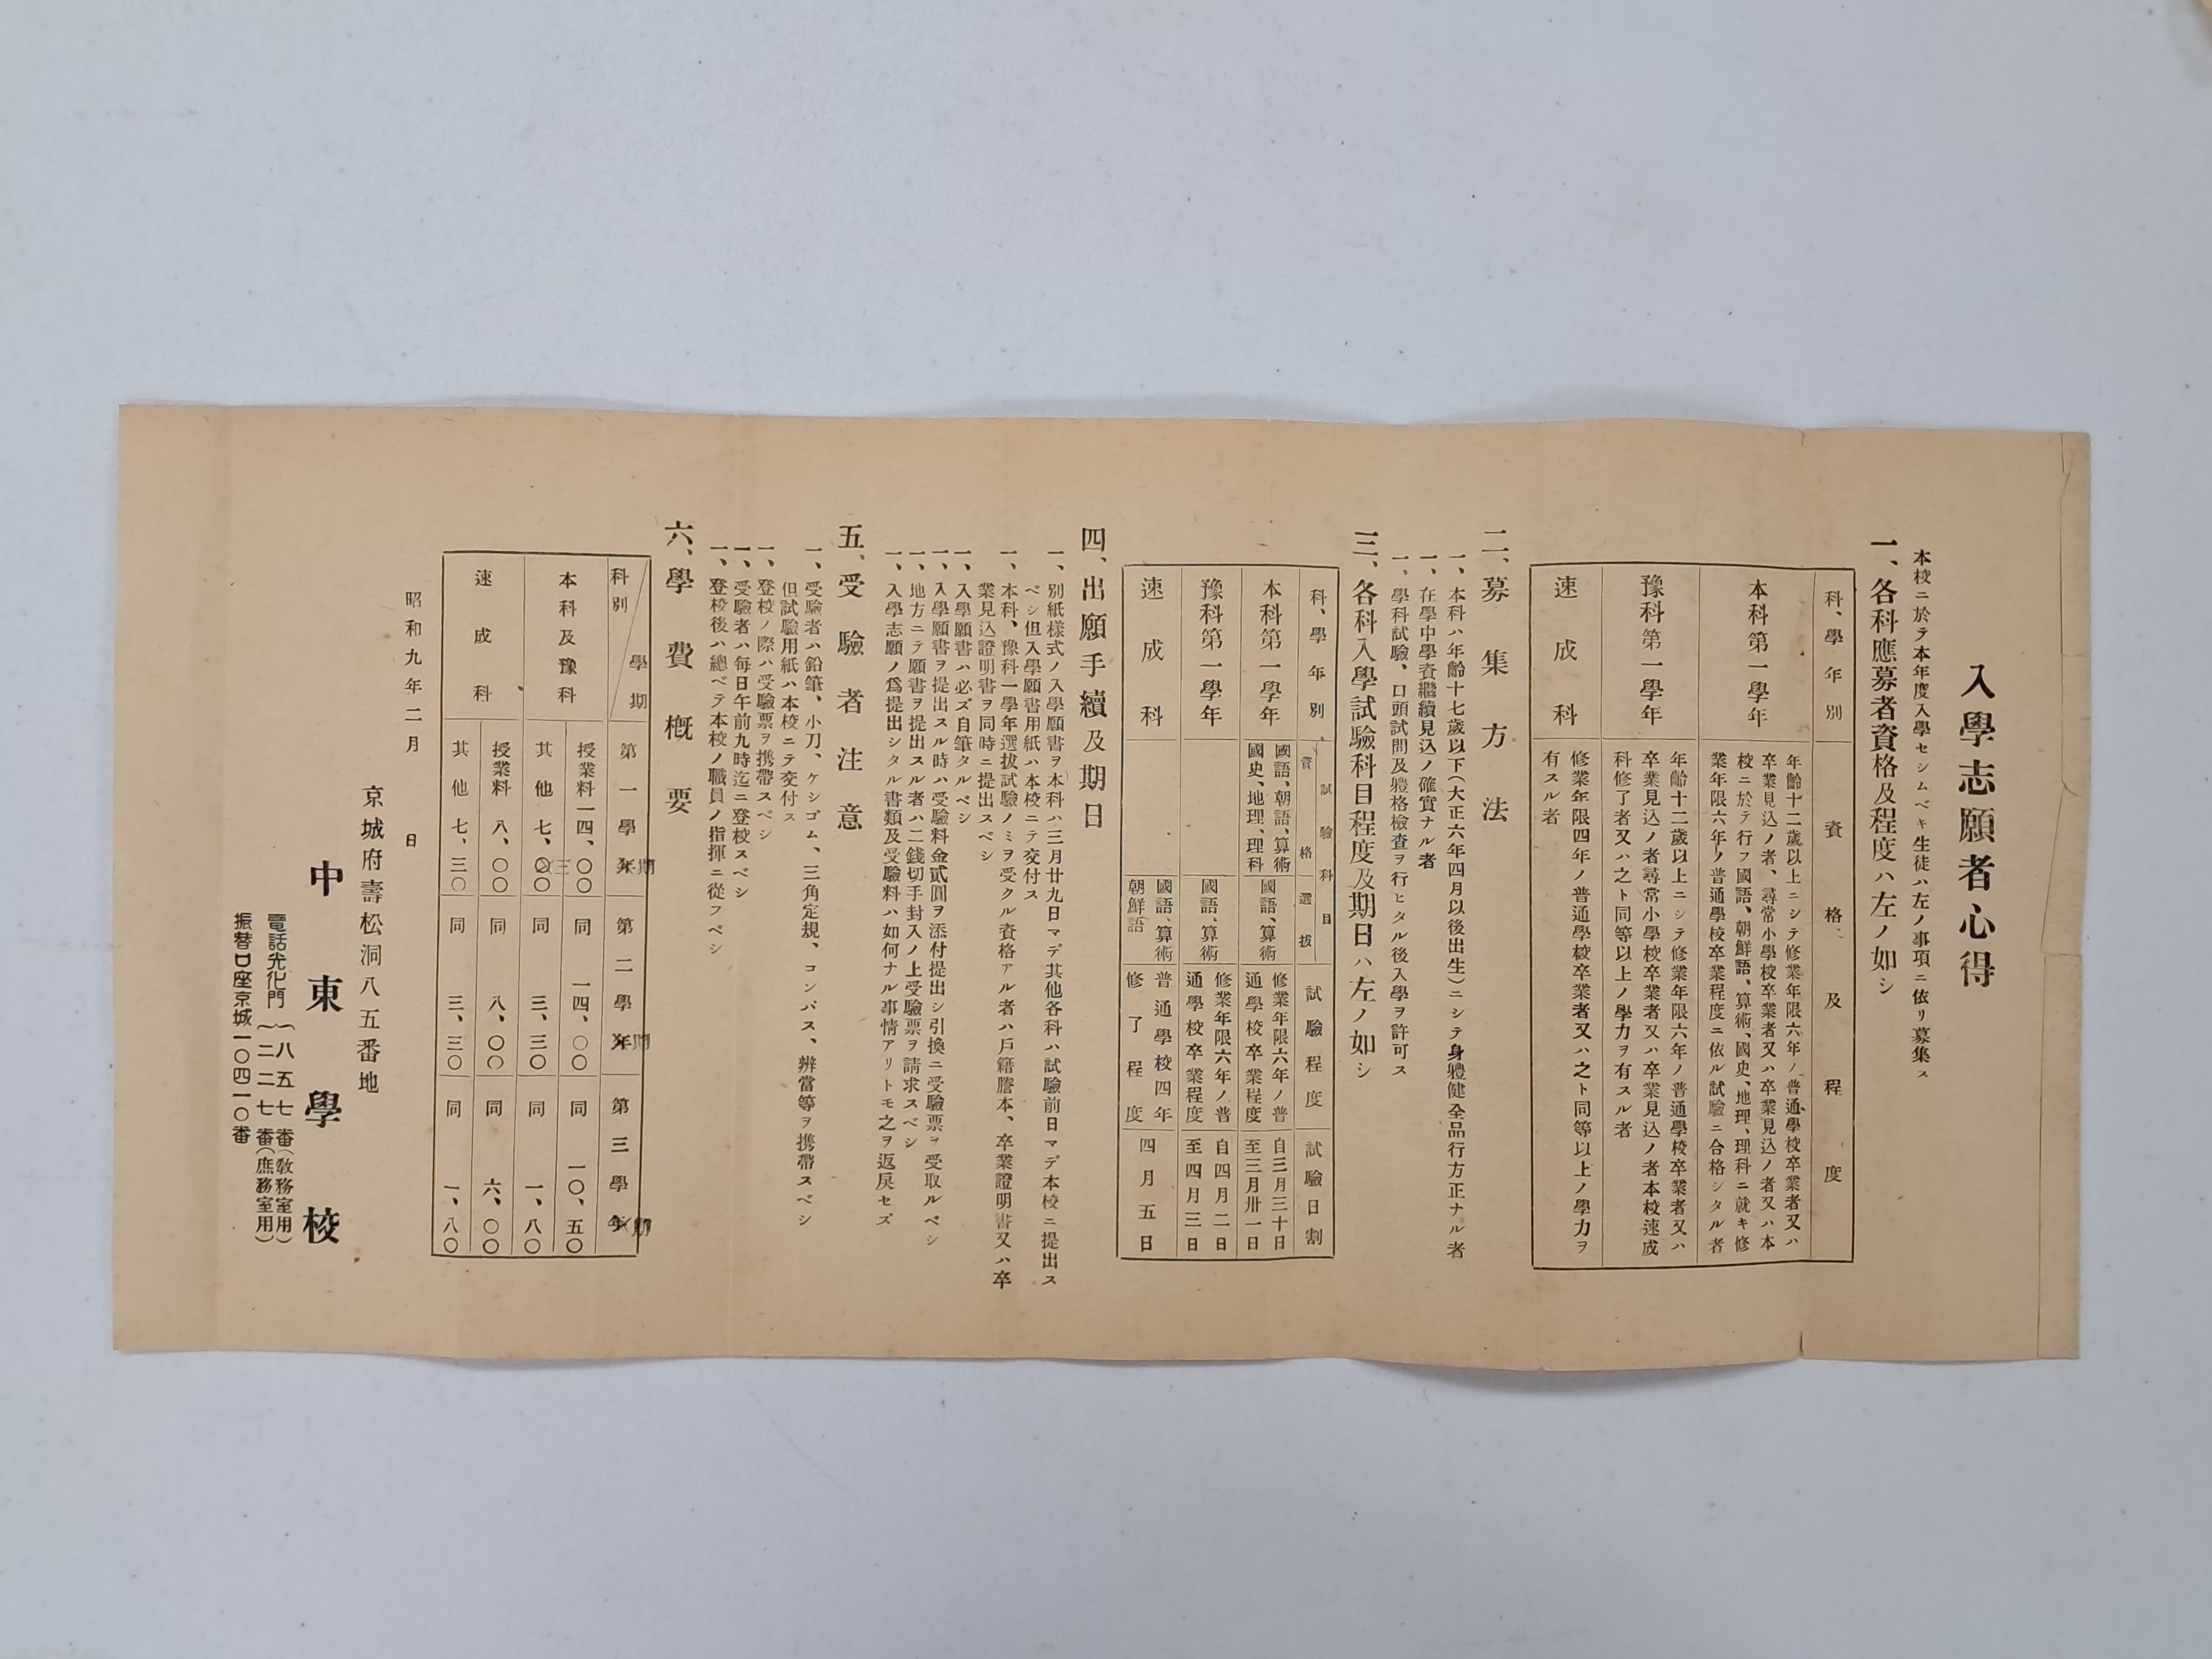 入學志願者心得
本校ニ於テ本年度入學セシムベキ生徒ハ左ノ事項ニ依リ募集ス
一、各科應募者資格及程度ハ左ノ如シ
科、學年別
資格及程度
本科第一學年
年齡十二歲以上ニシテ修業年限六年ノ普通學校卒業者又ハ
卒業見込ノ者、尋常小學校卒業者又ハ卒業見込ノ者又ハ本
校ニ於テ行フ國語、朝鮮語、算術、國史、地理、理科ニ就キ修
業年限六年ノ普通學校卒業程度ニ依ル試驗ニ合格シタル者
豫科第一學年
年齡十二歲以上ニシテ修業年限六年ノ普通學校卒業者又ハ
卒業見込ノ者尋常小學校卒業者又ハ卒業見込ノ者本校速成
科修了者又ハ之ト同等以上ノ學力ヲ有スル者
速成科
修業年限四年ノ普通學校卒業者又ハ之ト同等以上ノ學力ヲ
有スル者
二、募集方法
一、本科ハ年齡十七歲以下(大正六年四月以後出生)ニシテ身軆健全品行方正ナル者
一、在學中學資繼續見込ノ確實ナル者
一、學科試驗、口頭試問及軆格檢查ヲ行ヒタル後入學ヲ許可ス
三、各科入學試驗科目程度及期日ハ左ノ如シ
科、學年別
試驗科目
資格
選拔
試驗程度
試驗日割
本科第一學年
國語、朝鮮語、算術
國史、地理、理科
國語、算術
修業年限六年ノ普
通學校卒業程度
自三月三十日
至三月卅一日
豫科第一學年
國語、算術
修業年限六年ノ普
通學校卒業程度
自四月二日
至四月三日
速成科
國語、算術
朝鮮語
普通學校四年
修了程度
四月五日
四、出願手續及期日
一、別紙樣式ノ入學願書ヲ本科ハ三月廿九日マデ其他各科ハ試驗前日マデ本校ニ提出ス
ベシ但入學願書用紙ハ本校ニテ交付ス
一、本科、豫科一學年選拔試驗ノミヲ受クル資格アル者ハ戶籍謄本、卒業證明書又ハ卒
業見込證明書ヲ同時ニ提出スベシ
一、入學願書ハ必ズ自筆タルベシ
一、入學願書ヲ提出スル時ハ受驗料金貳圓ヲ添付提出シ引換ニ受驗票ヲ受取ルベシ
一、地方ニテ願書ヲ提出スル者ハ二錢切手封入ノ上受驗票ヲ請求スベシ
一、入學志願ノ爲提出シタル書類及受驗料ハ如何ナル事情アリトモ之ヲ返戾セズ
五、受驗者注意
一、受驗者ハ鉛筆、小刀、ケシゴム、三角定規、コンパス、辨當等ヲ携帶スベシ
但試驗用紙ハ本校ニテ交付ス
一、登校ノ際ハ受驗票ヲ携帶スベシ
一、受驗者ハ每日午前九時迄ニ登校スベシ
一、登校後ハ總ベテ本校ノ職員ノ指揮ニ從フベシ
六、學費槪要
科別
學期
第一學期
第二學期
第三學期
本科及豫科
授業料一四、〇〇
同 一四、〇〇
同 一〇、五〇
其他 七、三〇
同 三、三〇
同 一、八〇
速成科
授業料 八、〇〇
同 八、〇〇
同 六、〇〇
其他 七、三〇
同 三、三〇
同 一、八〇
昭和九年二月 日
京城府壽松洞八五番地
中東學校
電話光化門
八五七番(敎務室用)
二二七番(庶務室用)
振替口座京城一〇四一〇番